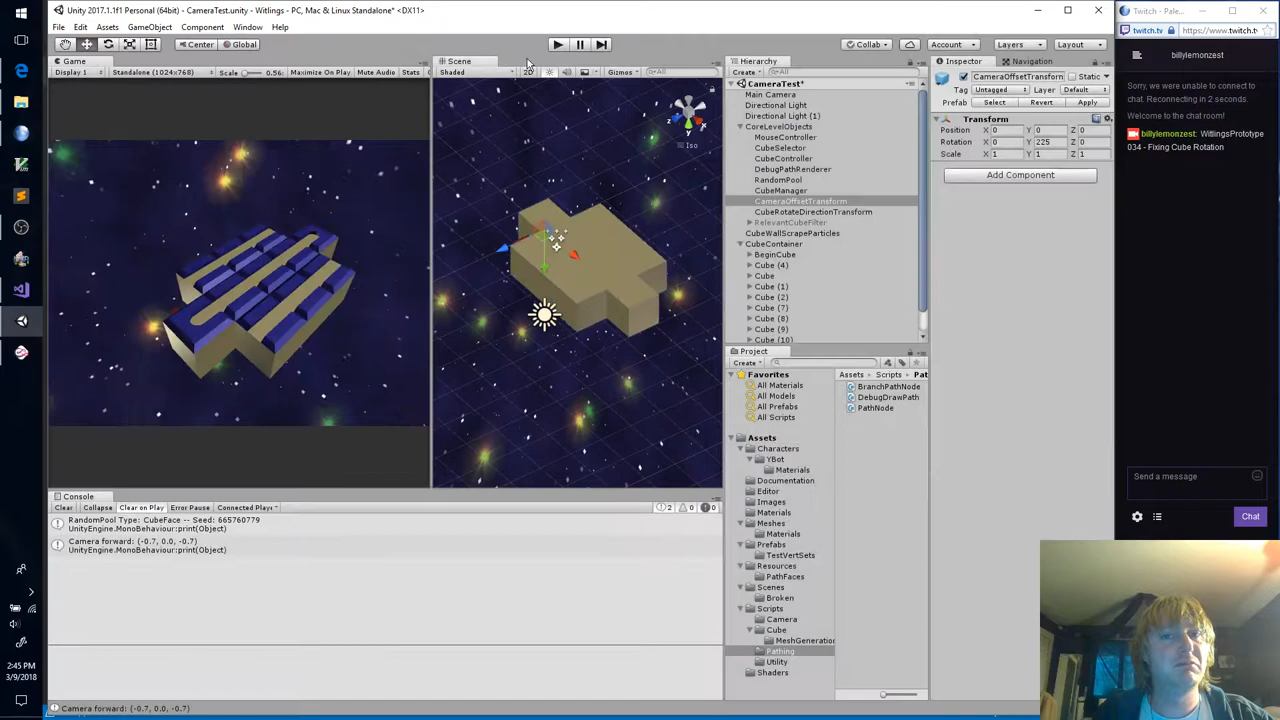 Unity 2017.1.1f1 Personal (64bit) - CameraTest.unity - Witlings - PC, Mac & Linux Standalone* <DX11>
File Edit Assets GameObject Component Window Help
Center Global
Collab Account Layers Layout
Game
Display 1 Standalone (1024x768) Scale 0.56 Maximize On Play Mute Audio Stats
Scene
Shaded 2D Gizmos All
Iso
Hierarchy
Create All
CameraTest*
Main Camera
Directional Light
Directional Light (1)
CoreLevelObjects
MouseController
CubeSelector
CubeController
DebugPathRenderer
RandomPool
CubeManager
CameraOffsetTransform
CubeRotateDirectionTransform
RelevantCubeFilter
CubeWallScrapeParticles
CubeContainer
BeginCube
Cube (4)
Cube
Cube (1)
Cube (2)
Cube (7)
Cube (8)
Cube (9)
Cube (10)
Project
Create
Favorites
All Materials
All Models
All Prefabs
All Scripts
Assets
Characters
YBot
Materials
Documentation
Editor
Images
Materials
Meshes
Materials
Prefabs
TestVertSets
Resources
PathFaces
Scenes
Broken
Scripts
Camera
Cube
MeshGeneratior
Pathing
Utility
Shaders
Assets Scripts Pat
BranchPathNode
DebugDrawPath
PathNode
Inspector Navigation
CameraOffsetTransform Static
Tag Untagged Layer Default
Prefab Select Revert Apply
Transform
Position X 0 Y 0 Z 0
Rotation X 0 Y 225 Z 0
Scale X 1 Y 1 Z 1
Add Component
Console
Clear Collapse Clear on Play Error Pause Connected Player 2 0 0
RandomPool Type: CubeFace -- Seed: 665760779
UnityEngine.MonoBehaviour:print(Object)
Camera forward: (-0.7, 0.0, -0.7)
UnityEngine.MonoBehaviour:print(Object)
Camera forward: (-0.7, 0.0, -0.7)
2:45 PM
3/9/2018
Twitch - Pale
twitch.tv https://www.twitch.tv
billylemonzest
Sorry, we were unable to connect to
chat. Reconnecting in 2 seconds.
Welcome to the chat room!
billylemonzest: WitlingsPrototype
034 - Fixing Cube Rotation
Send a message
Chat